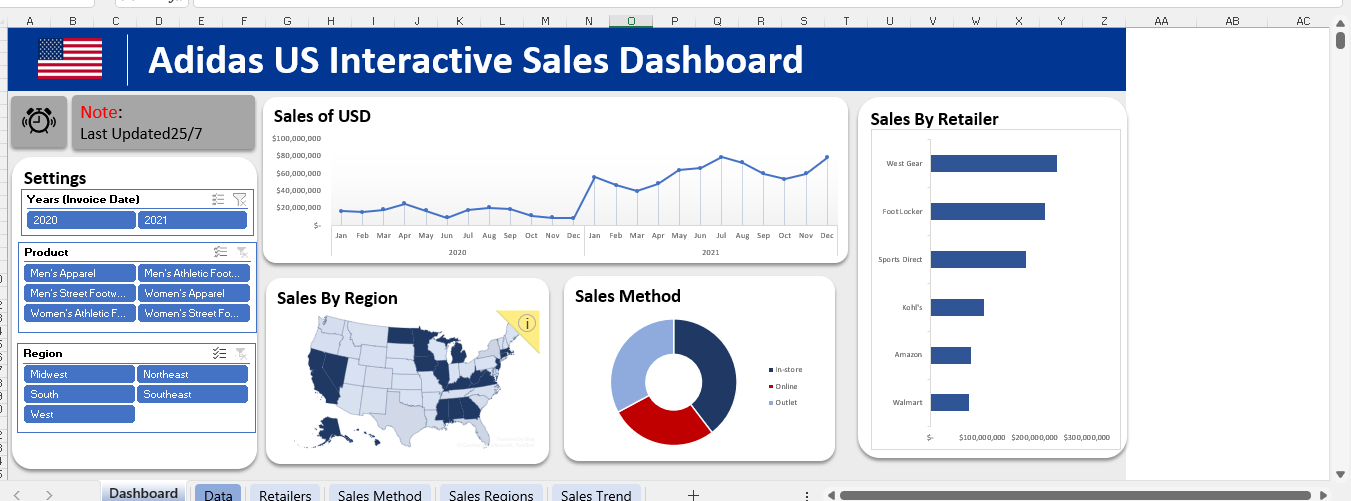 A B C D E F G H I J K L M N O P Q R S T U V W X Y Z AA AB AC
Adidas US Interactive Sales Dashboard
Note:
Last Updated25/7
Settings
Years (Invoice Date)
2020 2021
Product
Men's Apparel Men's Athletic Foot...
Men's Street Footw... Women's Apparel
Women's Athletic F... Women's Street Fo...
Region
Midwest Northeast
South Southeast
West
Sales of USD
$100,000,000
$80,000,000
$60,000,000
$40,000,000
$20,000,000
$-
Jan Feb Mar Apr May Jun Jul Aug Sep Oct Nov Dec Jan Feb Mar Apr May Jun Jul Aug Sep Oct Nov Dec
2020 2021
Sales By Region
Sales Method
In-store
Online
Outlet
Sales By Retailer
West Gear
Foot Locker
Sports Direct
Kohl's
Amazon
Walmart
$- $100,000,000 $200,000,000 $300,000,000
Dashboard Data Retailers Sales Method Sales Regions Sales Trend